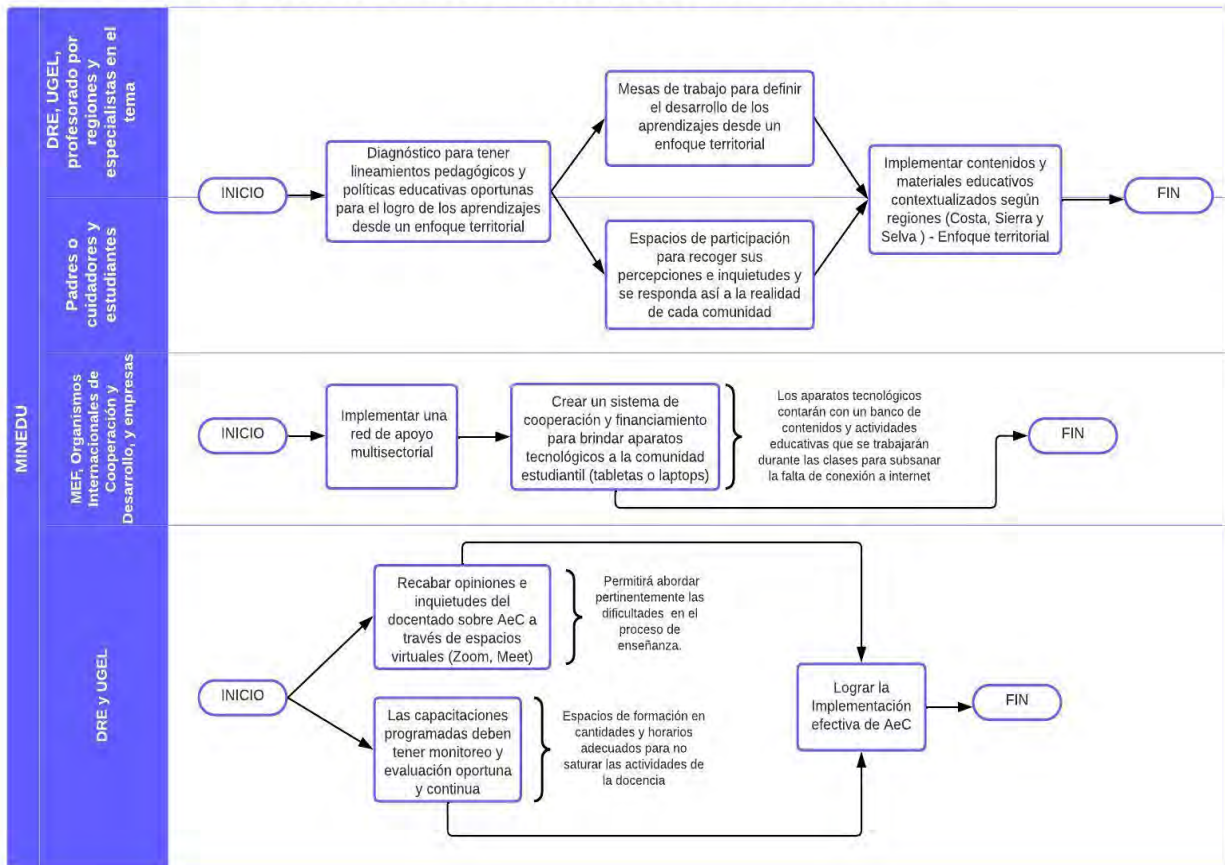 MINEDU
DRE, UGEL,
profesorado por
regiones y
especialistas en el
tema
INICIO
Diagnóstico para tener
lineamientos pedagógicos y
políticas educativas oportunas
para el logro de los aprendizajes
desde un enfoque territorial
Mesas de trabajo para definir
el desarrollo de los
aprendizajes desde un
enfoque territorial
Implementar contenidos y
materiales educativos
contextualizados según
regiones (Costa, Sierra y
Selva ) - Enfoque territorial
FIN
Padres o
cuidadores y
estudiantes
Espacios de participación
para recoger sus
percepciones e inquietudes y
se responda así a la realidad
de cada comunidad
MEF, Organismos
Internacionales de
Cooperación y
Desarrollo, y empresas
INICIO
Implementar una
red de apoyo
multisectorial
Crear un sistema de
cooperación y financiamiento
para brindar aparatos
tecnológicos a la comunidad
estudiantil (tabletas o laptops)
Los aparatos tecnológicos
contarán con un banco de
contenidos y actividades
educativas que se trabajarán
durante las clases para subsanar
la falta de conexión a internet
FIN
DRE y UGEL
INICIO
Recabar opiniones e
inquietudes del
docentado sobre AeC a
través de espacios
virtuales (Zoom, Meet)
Permitirá abordar
pertinentemente las
dificultades en el
proceso de
enseñanza.
Las capacitaciones
programadas deben
tener monitoreo y
evaluación oportuna
y continua
Espacios de formación en
cantidades y horarios
adecuados para no
saturar las actividades de
la docencia
Lograr la
Implementación
efectiva de AeC
FIN